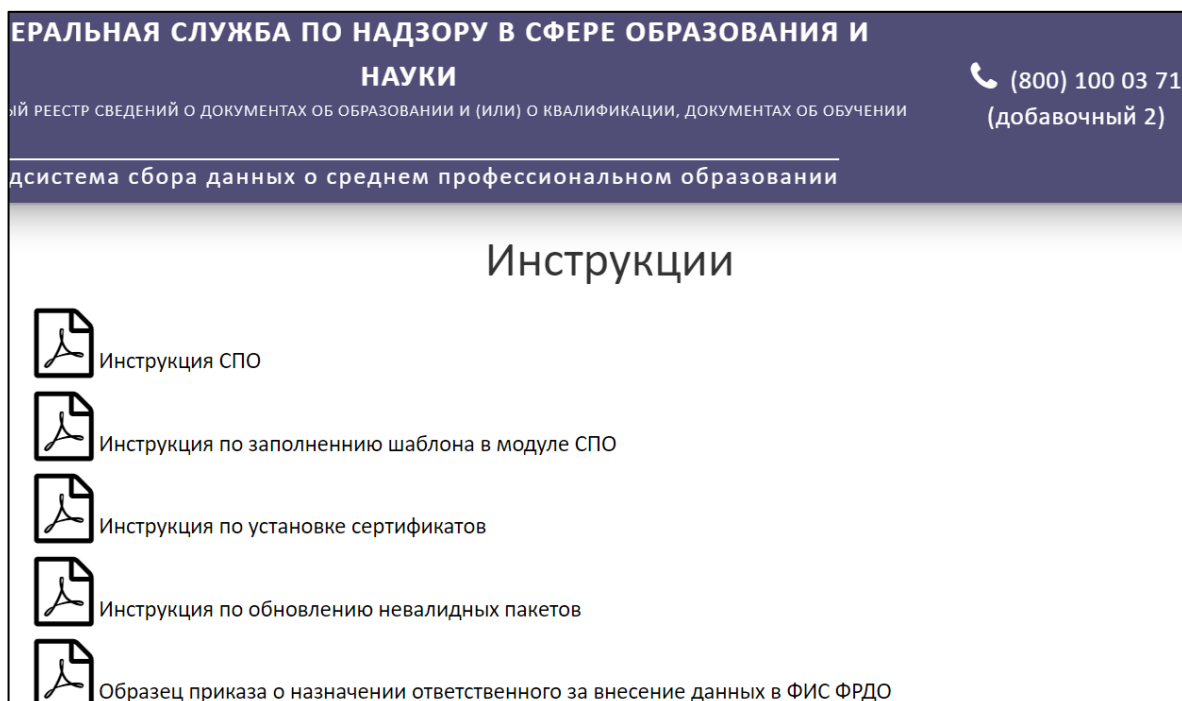 ЕРАЛЬНАЯ СЛУЖБА ПО НАДЗОРУ В СФЕРЕ ОБРАЗОВАНИЯ И
НАУКИ
ЫЙ РЕЕСТР СВЕДЕНИЙ О ДОКУМЕНТАХ ОБ ОБРАЗОВАНИИ И (ИЛИ) О КВАЛИФИКАЦИИ, ДОКУМЕНТАХ ОБ ОБУЧЕНИИ
(800) 100 03 71
(добавочный 2)
дсистема сбора данных о среднем профессиональном образовании
Инструкции
Инструкция СПО
Инструкция по заполненнию шаблона в модуле СПО
Инструкция по установке сертификатов
Инструкция по обновлению невалидных пакетов
Образец приказа о назначении ответственного за внесение данных в ФИС ФРДО